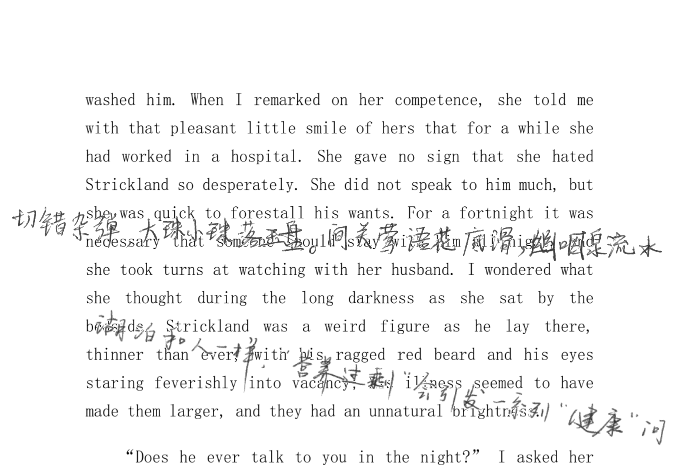 washed him. When I remarked on her competence, she told me
with that pleasant little smile of hers that for a while she
had worked in a hospital. She gave no sign that she hated
Strickland so desperately. She did not speak to him much, but
she was quick to forestall his wants. For a fortnight it was
切错杂弹 大珠小珠落玉盘。间关莺语花底滑,幽咽泉流水
necessary that someone should stay with him all night, and
she took turns at watching with her husband. I wondered what
she thought during the long darkness as she sat by the
bedside. Strickland was a weird figure as he lay there,
thinner than ever, with his ragged red beard and his eyes
湖泊和人一样,“营养过剩”会引发一系列“健康”问
staring feverishly into vacancy; his illness seemed to have
made them larger, and they had an unnatural brightness.
“Does he ever talk to you in the night?” I asked her